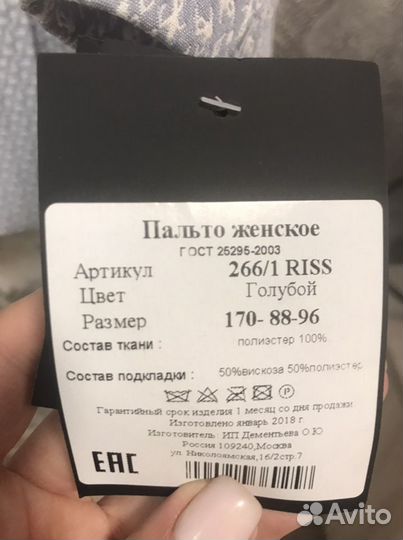 Пальто женское
ГОСТ 25295-2003
Артикул 266/1 RISS
Цвет Голубой
Размер 170- 88-96
Состав ткани : полиэстер 100%
Состав подкладки : 50%вискоза 50%полиэстер
P
Гарантийный срок изделия 1 месяц со дня продажи
Изготовлено январь 2018 г
Изготовитель: ИП Дементьева О.Ю
Россия 109240,Москва
ул. Николоямская,16/2стр.7
EAC
Avito